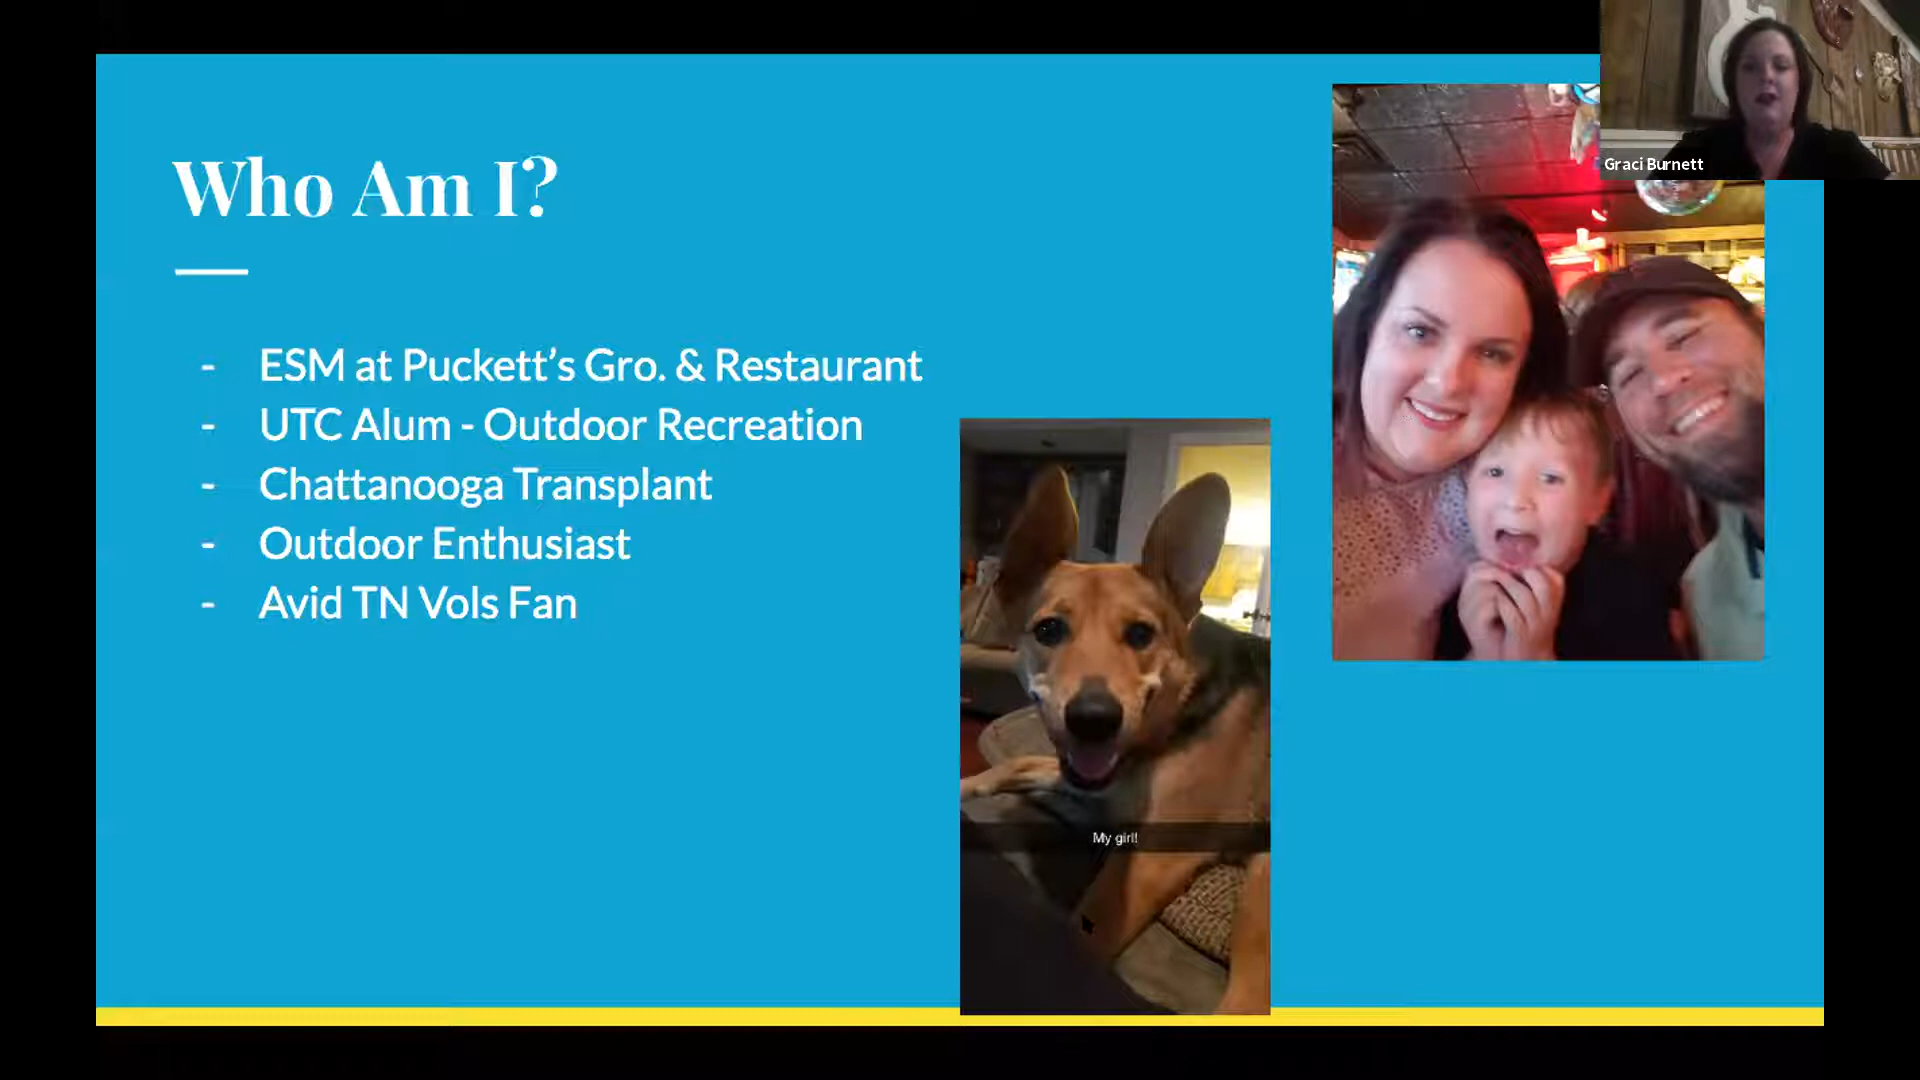 Graci Burnett
Who Am I?
- ESM at Puckett’s Gro. & Restaurant
- UTC Alum - Outdoor Recreation
- Chattanooga Transplant
- Outdoor Enthusiast
- Avid TN Vols Fan
My girl!